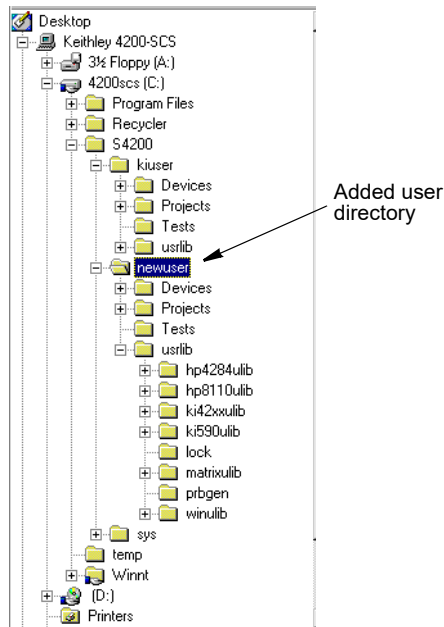 Desktop
Keithley 4200-SCS
3½ Floppy (A:)
4200scs (C:)
Program Files
Recycler
S4200
kiuser
Devices
Projects
Tests
usrlib
newuser
Devices
Projects
Tests
usrlib
hp4284ulib
hp8110ulib
ki42xxulib
ki590ulib
lock
matrixulib
prbgen
winulib
sys
temp
Winnt
(D:)
Printers
Added user
directory